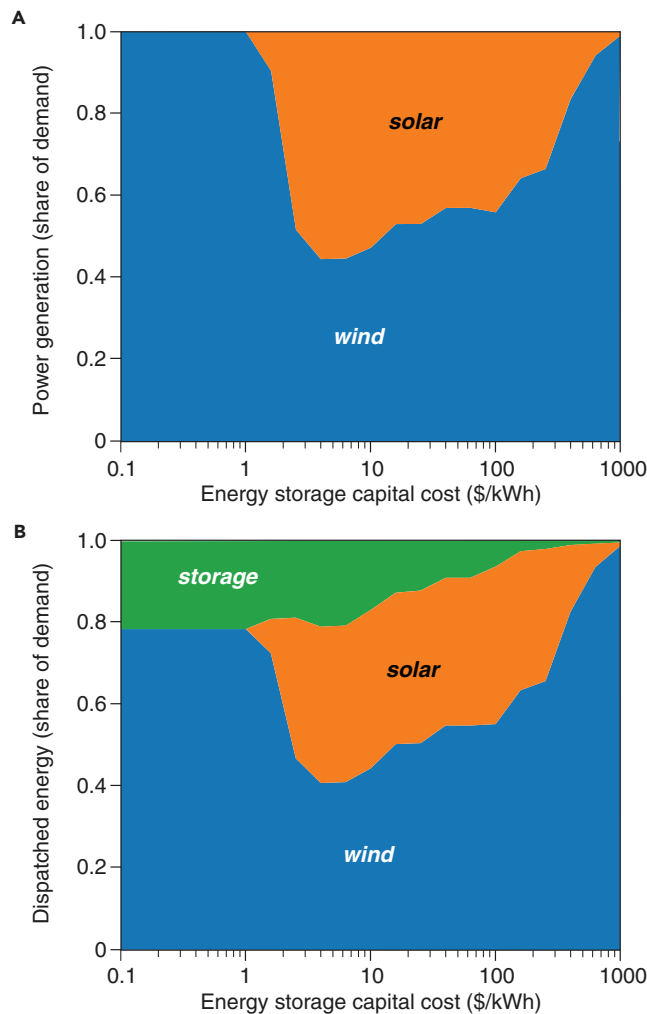 A
Power generation (share of demand)
1.0
0.8
0.6
0.4
0.2
0
solar
wind
0.1 1 10 100 1000
Energy storage capital cost ($/kWh)
B
Dispatched energy (share of demand)
1.0
0.8
0.6
0.4
0.2
0
storage
solar
wind
0.1 1 10 100 1000
Energy storage capital cost ($/kWh)